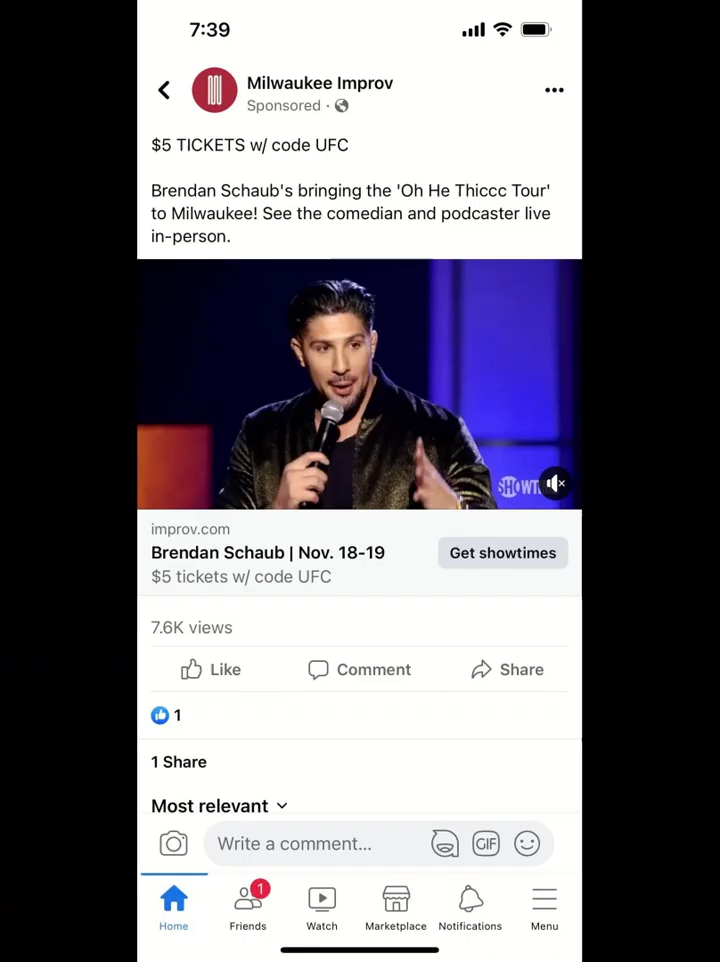 7:39
Milwaukee Improv
Sponsored ·
$5 TICKETS w/ code UFC
Brendan Schaub's bringing the 'Oh He Thiccc Tour'
to Milwaukee! See the comedian and podcaster live
in-person.
SHOWT
improv.com
Brendan Schaub | Nov. 18-19
Get showtimes
$5 tickets w/ code UFC
7.6K views
Like
Comment
Share
1
1 Share
Most relevant
Write a comment...
GIF
1
Home
Friends
Watch
Marketplace
Notifications
Menu